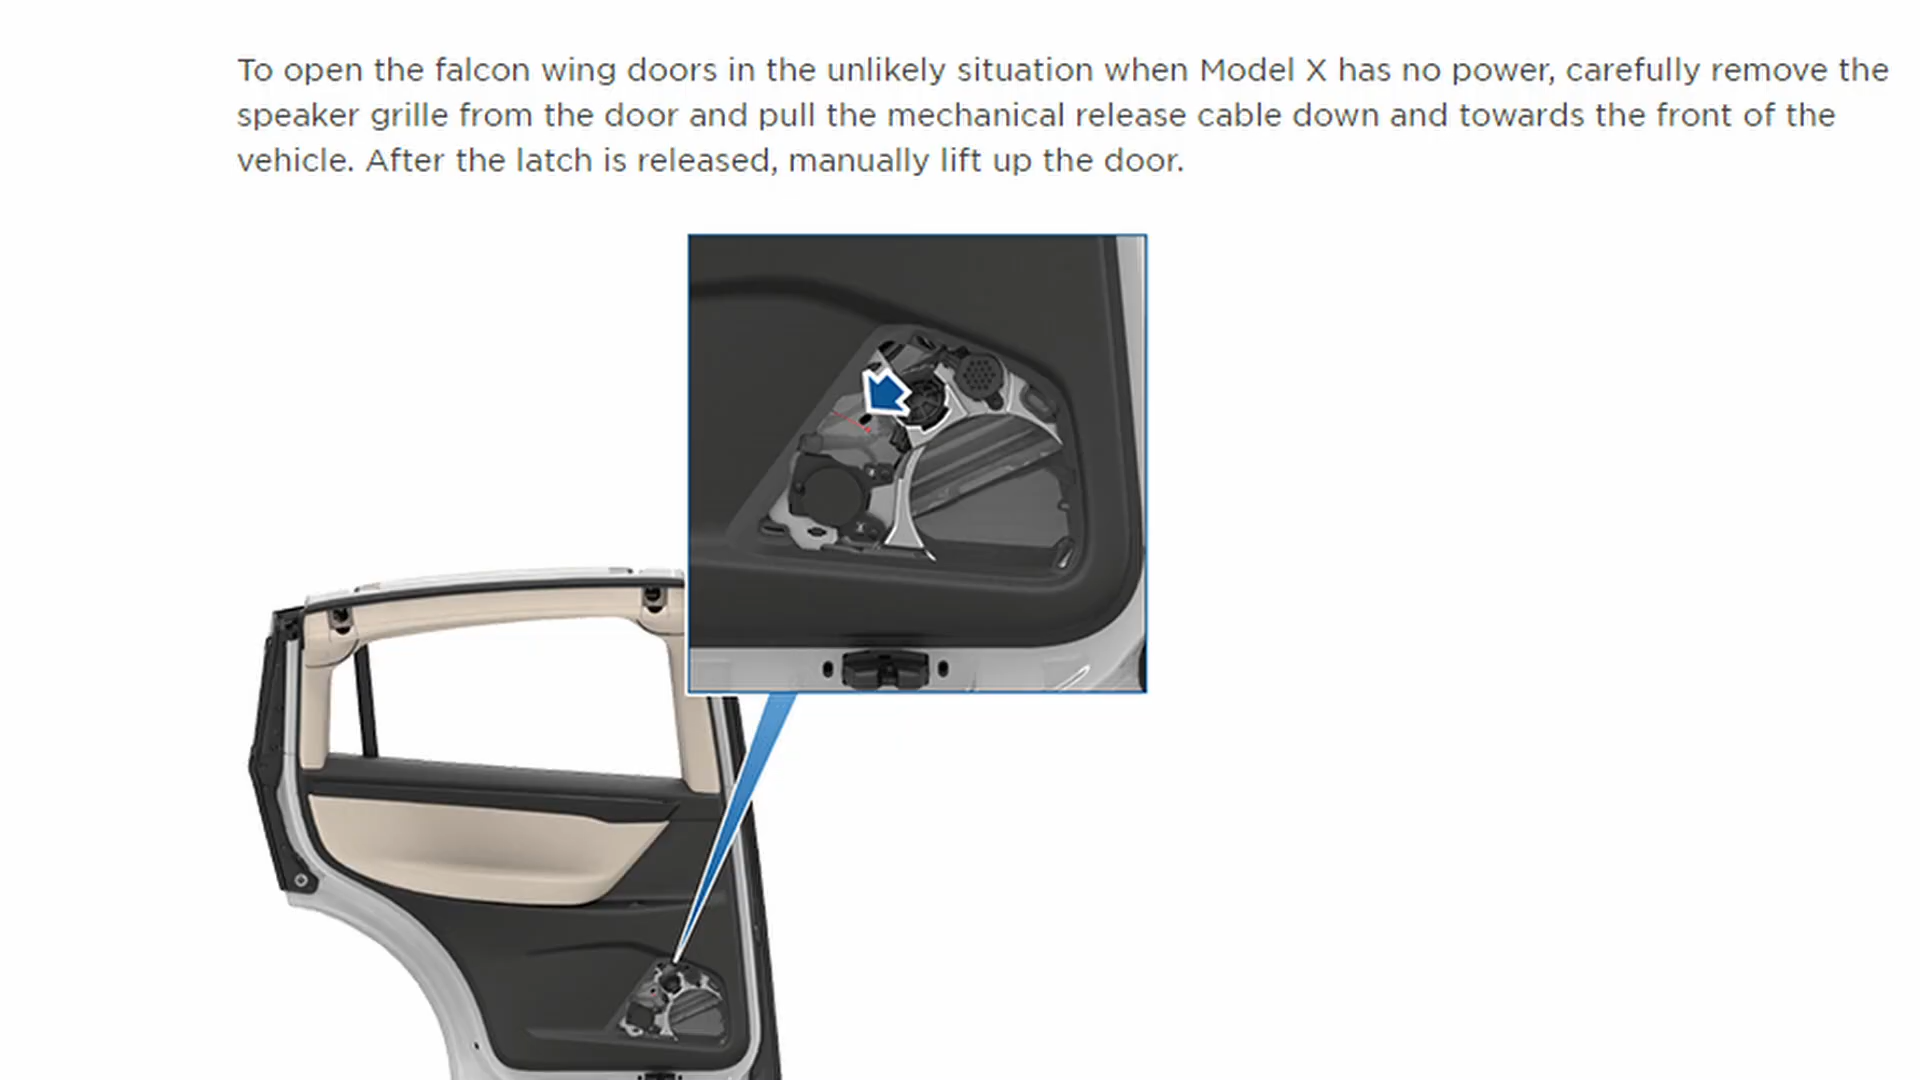 To open the falcon wing doors in the unlikely situation when Model X has no power, carefully remove the
speaker grille from the door and pull the mechanical release cable down and towards the front of the
vehicle. After the latch is released, manually lift up the door.